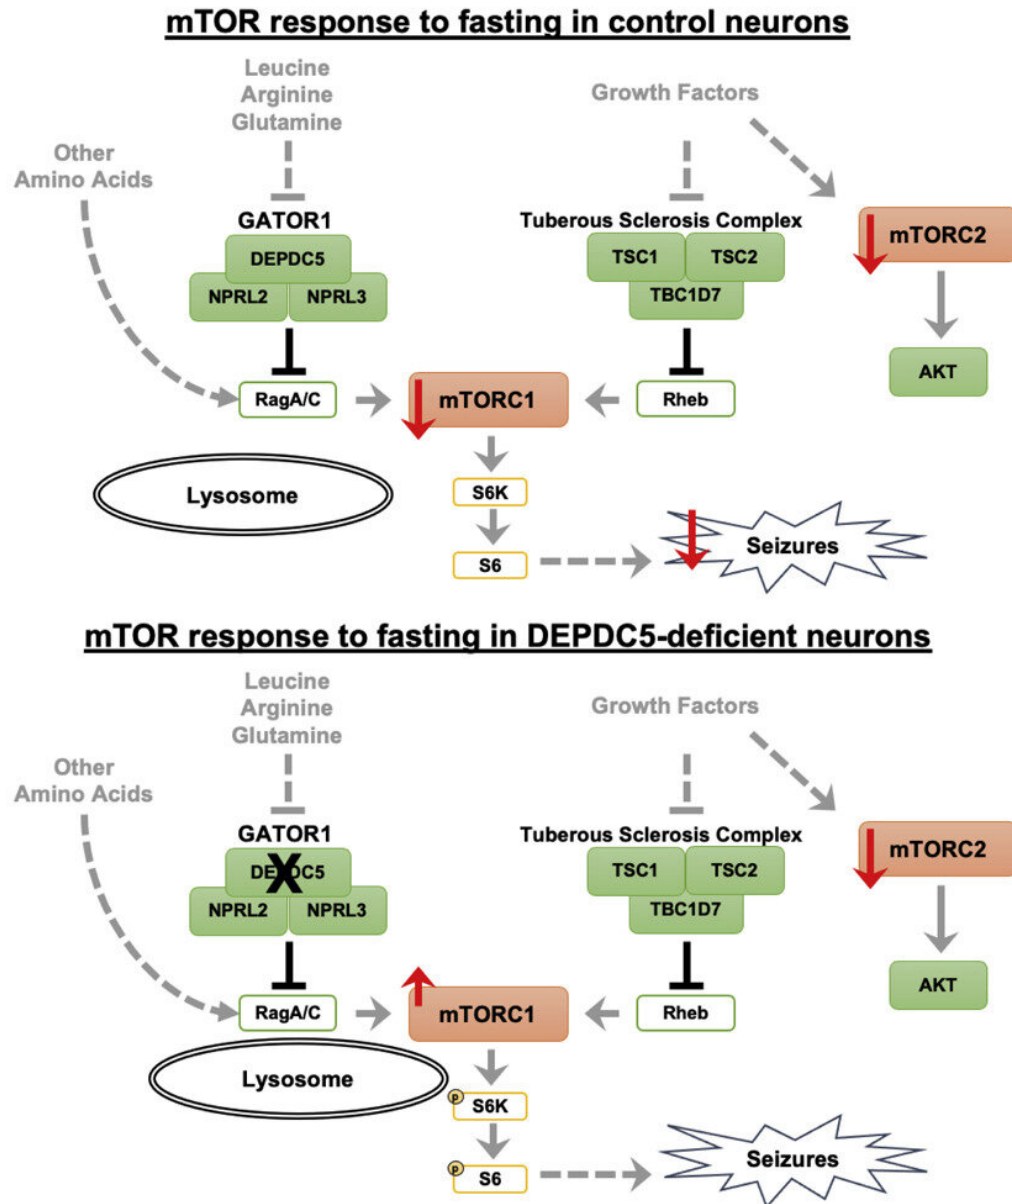 mTOR response to fasting in control neurons
Leucine
Arginine
Glutamine
Growth Factors
Other
Amino Acids
GATOR1
Tuberous Sclerosis Complex
mTORC2
DEPDC5
TSC1
TSC2
NPRL2
NPRL3
TBC1D7
AKT
RagA/C
mTORC1
Rheb
Lysosome
S6K
Seizures
S6
mTOR response to fasting in DEPDC5-deficient neurons
Leucine
Arginine
Glutamine
Growth Factors
Other
Amino Acids
GATOR1
Tuberous Sclerosis Complex
mTORC2
DEPDC5
X
TSC1
TSC2
NPRL2
NPRL3
TBC1D7
AKT
RagA/C
mTORC1
Rheb
Lysosome
P
S6K
Seizures
P
S6